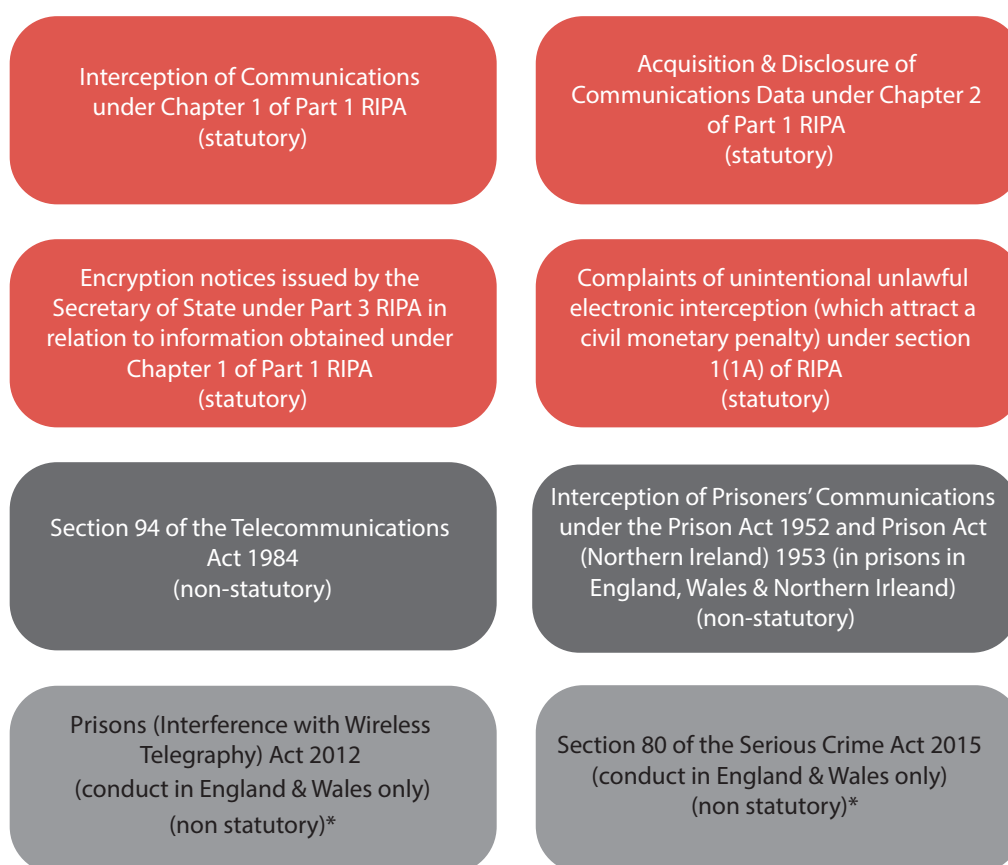 Interception of Communications
under Chapter 1 of Part 1 RIPA
(statutory)
Acquisition & Disclosure of
Communications Data under Chapter 2
of Part 1 RIPA
(statutory)
Encryption notices issued by the
Secretary of State under Part 3 RIPA in
relation to information obtained under
Chapter 1 of Part 1 RIPA
(statutory)
Complaints of unintentional unlawful
electronic interception (which attract a
civil monetary penalty) under section
1(1A) of RIPA
(statutory)
Section 94 of the Telecommunications
Act 1984
(non-statutory)
Interception of Prisoners’ Communications
under the Prison Act 1952 and Prison Act
(Northern Ireland) 1953 (in prisons in
England, Wales & Northern Irleand)
(non-statutory)
Prisons (Interference with Wireless
Telegraphy) Act 2012
(conduct in England & Wales only)
(non statutory)*
Section 80 of the Serious Crime Act 2015
(conduct in England & Wales only)
(non statutory)*